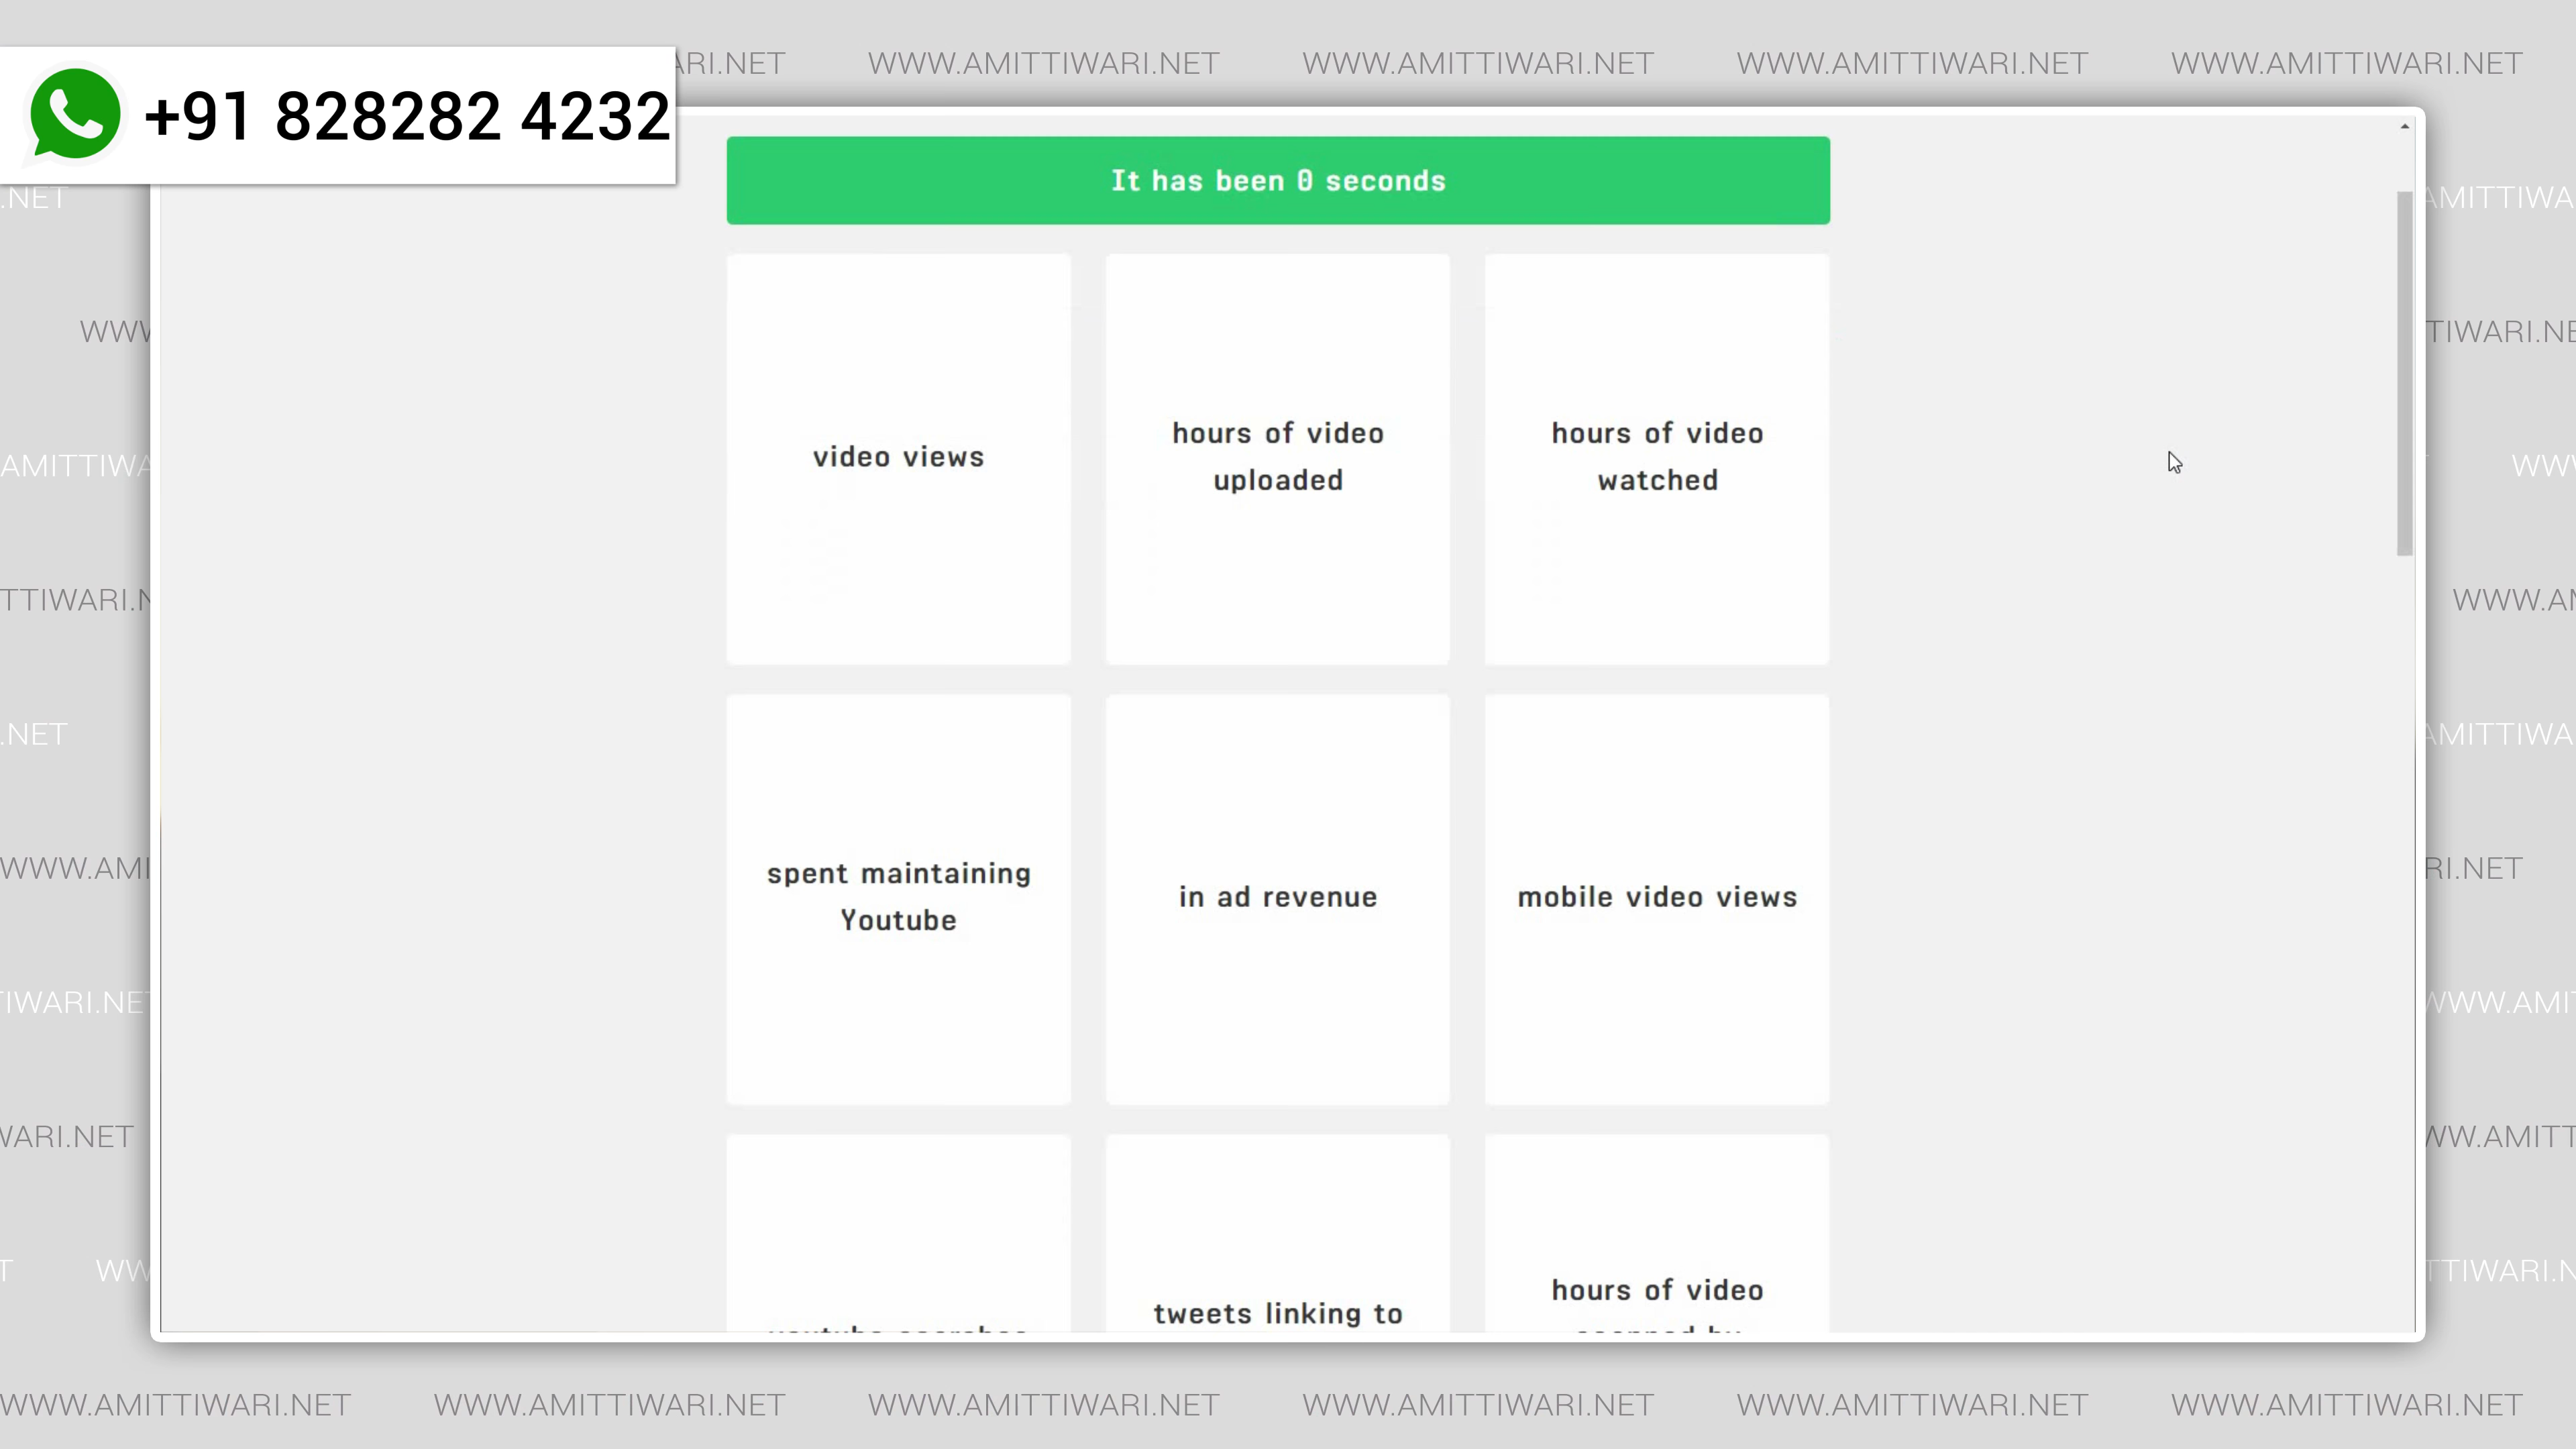 WWW.AMITTIWARI.NET WWW.AMITTIWARI.NET WWW.AMITTIWARI.NET WWW.AMITTIWARI.NET
+91 828282 4232
It has been 0 seconds
video views
hours of video
uploaded
hours of video
watched
spent maintaining
Youtube
in ad revenue
mobile video views
tweets linking to
hours of video
WWW.AMITTIWARI.NET WWW.AMITTIWARI.NET WWW.AMITTIWARI.NET WWW.AMITTIWARI.NET WWW.AMITTIWARI.NET WWW.AMITTIWARI.NET